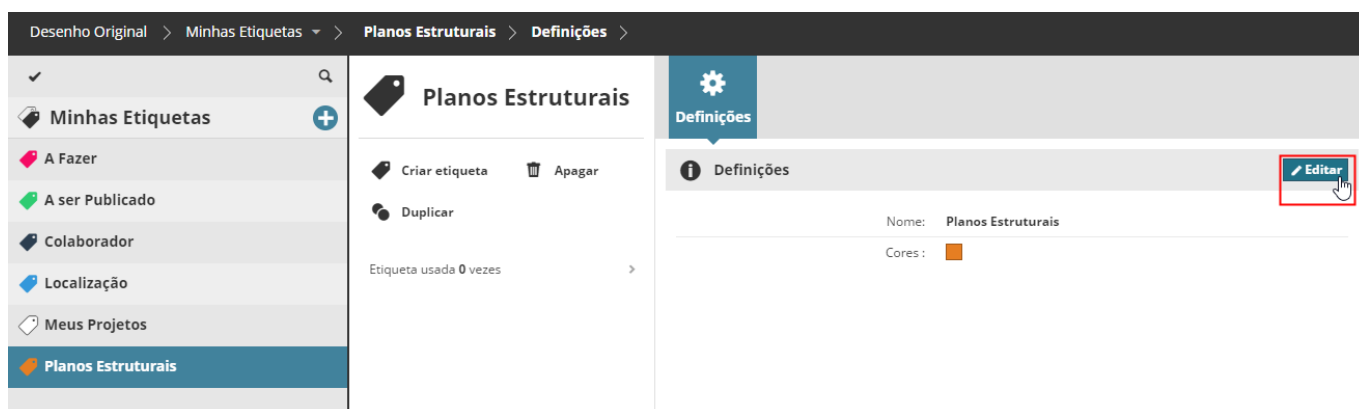 Desenho Original > Minhas Etiquetas > Planos Estruturais > Definições >
Minhas Etiquetas
A Fazer
A ser Publicado
Colaborador
Localização
Meus Projetos
Planos Estruturais
Planos Estruturais
Criar etiqueta
Apagar
Duplicar
Etiqueta usada 0 vezes
Definições
Definições
Editar
Nome: Planos Estruturais
Cores :